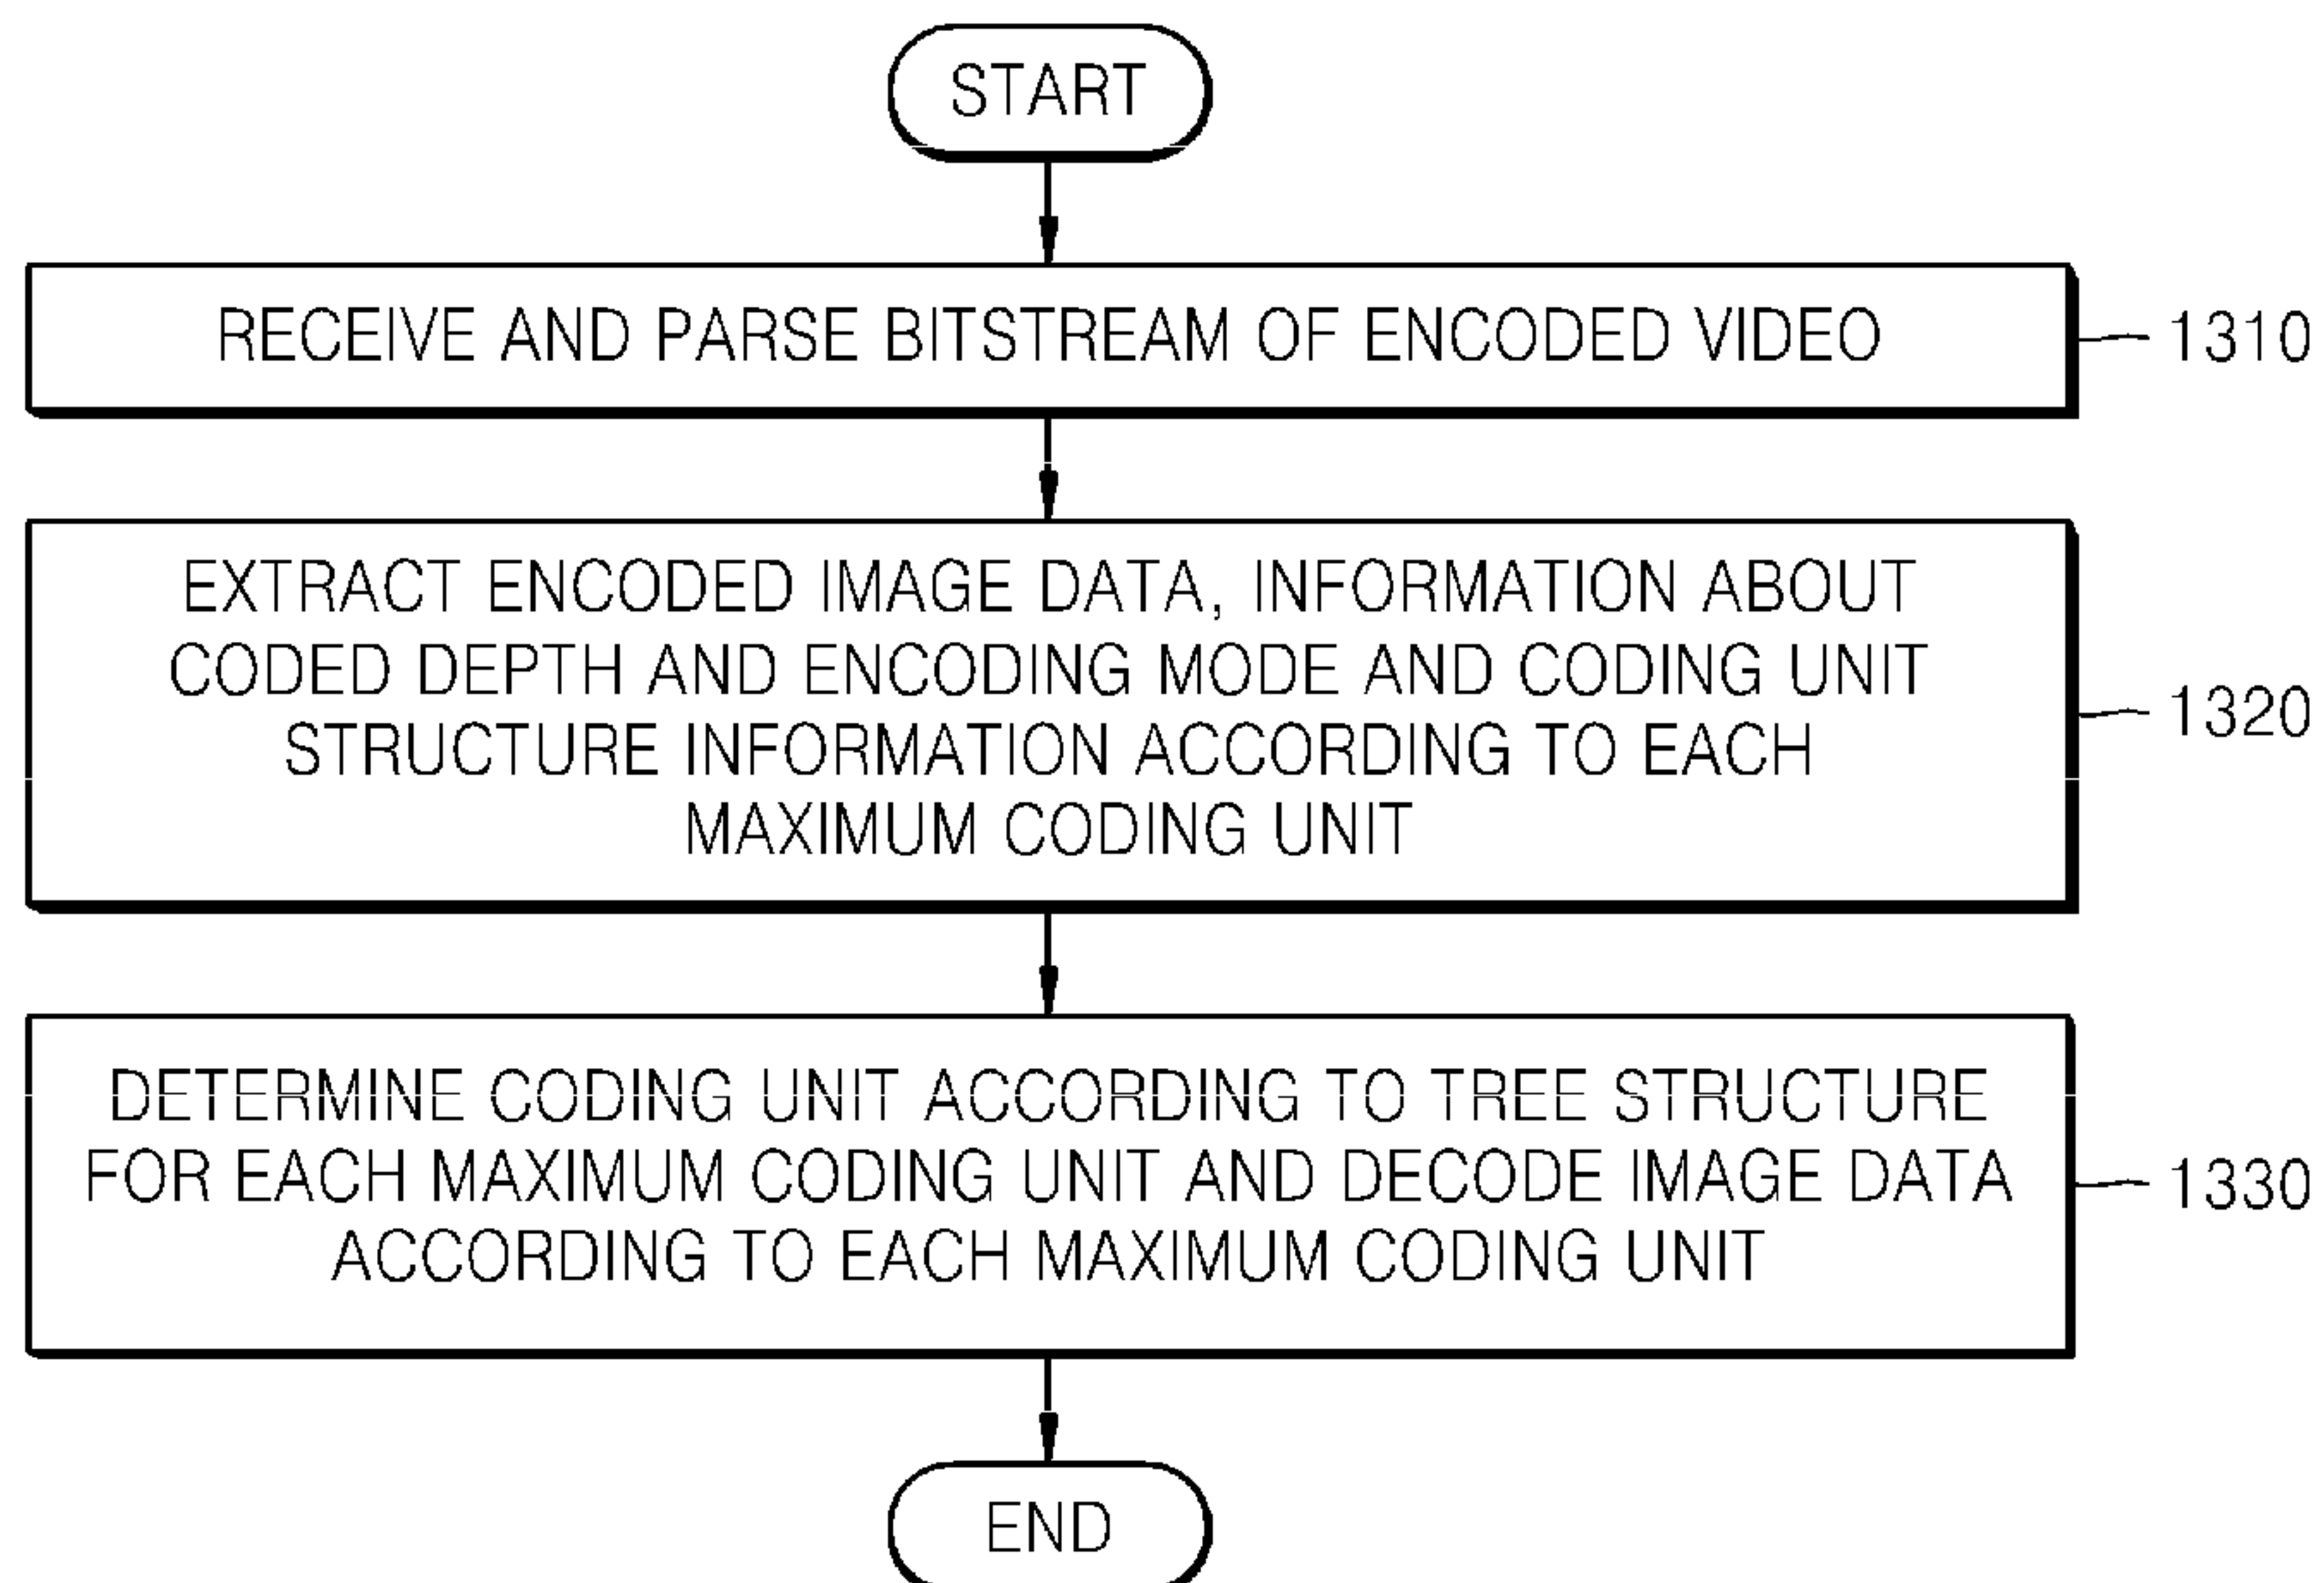 START
RECEIVE AND PARSE BITSTREAM OF ENCODED VIDEO
1310
EXTRACT ENCODED IMAGE DATA, INFORMATION ABOUT
CODED DEPTH AND ENCODING MODE AND CODING UNIT
STRUCTURE INFORMATION ACCORDING TO EACH
MAXIMUM CODING UNIT
1320
DETERMINE CODING UNIT ACCORDING TO TREE STRUCTURE
FOR EACH MAXIMUM CODING UNIT AND DECODE IMAGE DATA
ACCORDING TO EACH MAXIMUM CODING UNIT
1330
END